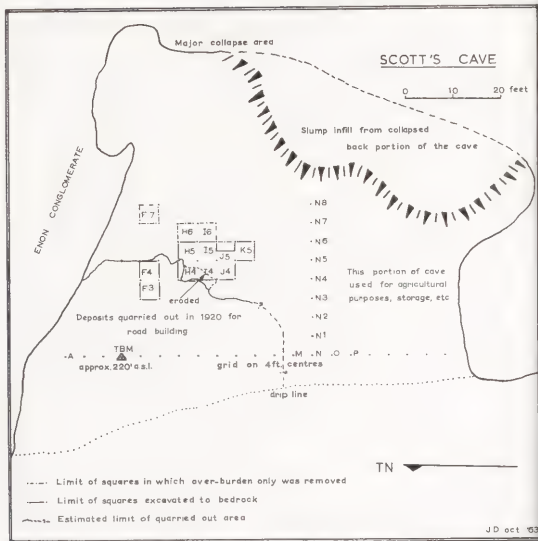 Major collapse area
SCOTT'S CAVE
0 10 20 feet
Slump infill from collapsed
back portion of the cave
ENON CONGLOMERATE
N8
F7
N7
H6 I6
N6
H5 I5 J5 K5
N5
F4 H4 I4 J4
N4
This portion of cave
used for agricultural
purposes, storage, etc
F3
eroded
N3
Deposits quarried out in 1920 for
road building
N2
N1
A TBM M N O P
approx. 220' a.s.l. grid on 4ft. centres
drip line
TN
Limit of squares in which over-burden only was removed
Limit of squares excavated to bedrock
Estimated limit of quarried out area
J D oct '63